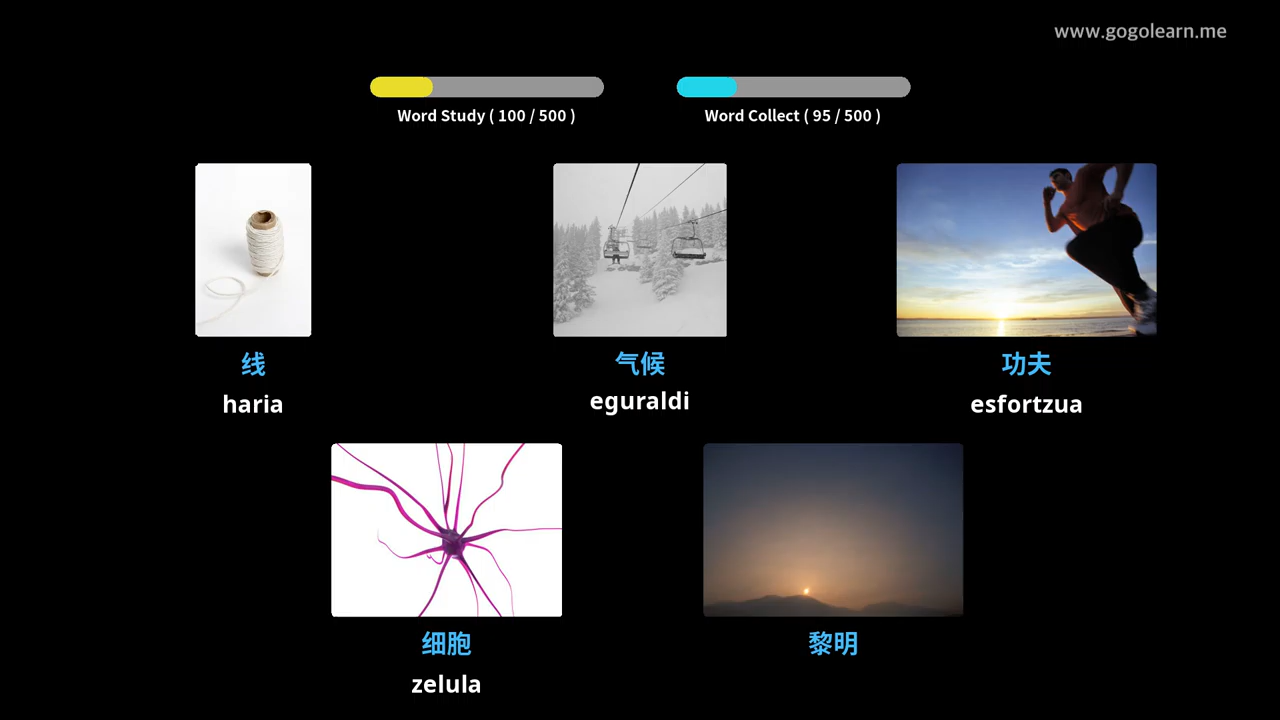 www.gogolearn.me
Word Study ( 100 / 500 )
Word Collect ( 95 / 500 )
线
haria
气候
eguraldi
功夫
esfortzua
细胞
zelula
黎明